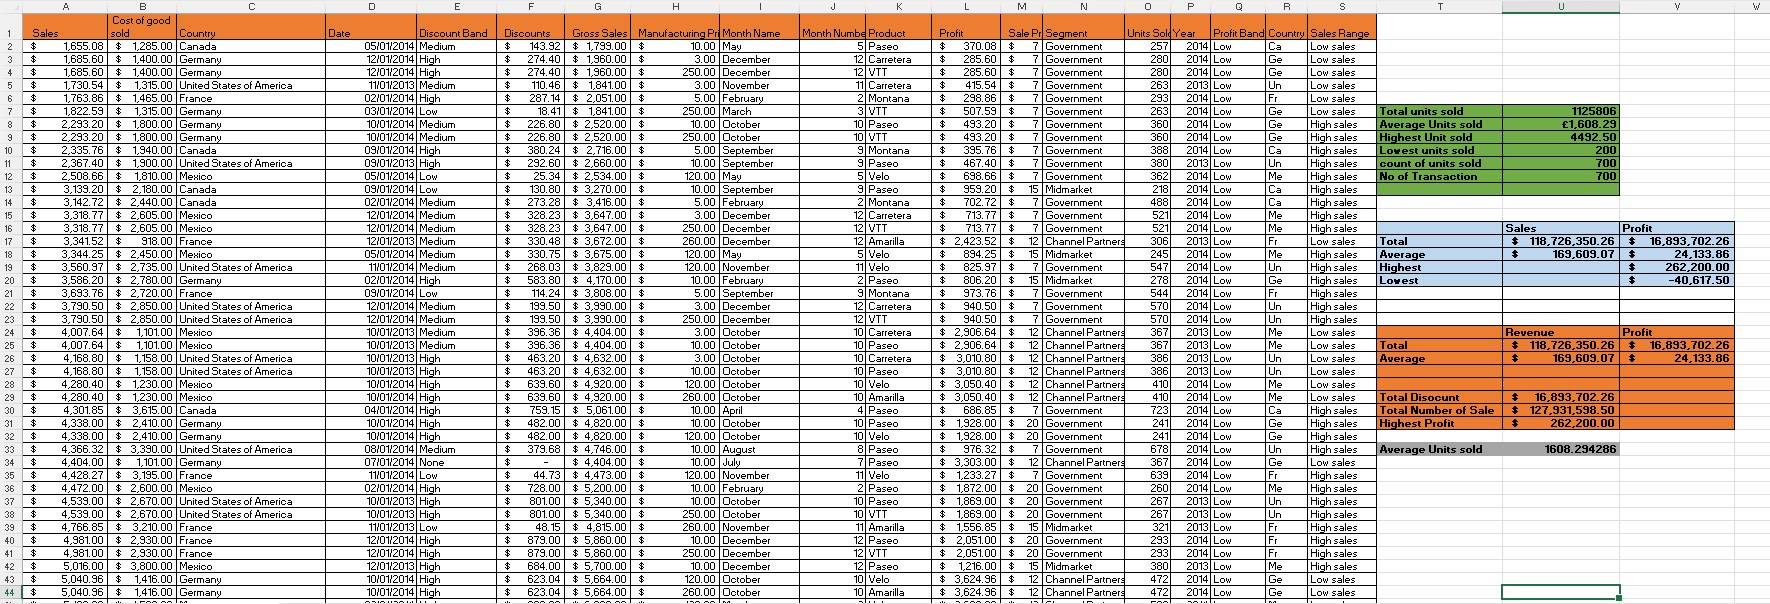 A B C D E F G H I J K L M N O P Q R S T U V W
Cost of good
1 Sales sold Country Date Discount Band Discounts Gross Sales Manufacturing Pri Month Name Month Numbe Product Profit Sale Pr Segment Units Sol Year Profit Band Country Sales Range
2 $ 1,655.08 $ 1,285.00 Canada 05/01/2014 Medium $ 143.92 $ 1,799.00 $ 10.00 May 5 Paseo $ 370.08 $ 7 Government 257 2014 Low Ca Low sales
3 $ 1,685.60 $ 1,400.00 Germany 12/01/2014 High $ 274.40 $ 1,960.00 $ 3.00 December 12 Carretera $ 285.60 $ 7 Government 280 2014 Low Ge Low sales
4 $ 1,685.60 $ 1,400.00 Germany 12/01/2014 High $ 274.40 $ 1,960.00 $ 250.00 December 12 VTT $ 285.60 $ 7 Government 280 2014 Low Ge Low sales
5 $ 1,730.54 $ 1,315.00 United States of America 11/01/2013 Medium $ 110.46 $ 1,841.00 $ 3.00 November 11 Carretera $ 415.54 $ 7 Government 263 2013 Low Un Low sales
6 $ 1,763.86 $ 1,465.00 France 02/01/2014 High $ 287.14 $ 2,051.00 $ 5.00 February 2 Montana $ 298.86 $ 7 Government 293 2014 Low Fr Low sales
7 $ 1,822.59 $ 1,315.00 Germany 03/01/2014 Low $ 18.41 $ 1,841.00 $ 250.00 March 3 VTT $ 507.59 $ 7 Government 263 2014 Low Ge Low sales Total units sold 1125806
8 $ 2,293.20 $ 1,800.00 Germany 10/01/2014 Medium $ 226.80 $ 2,520.00 $ 10.00 October 10 Paseo $ 493.20 $ 7 Government 360 2014 Low Ge High sales Average Units sold £1,608.29
9 $ 2,293.20 $ 1,800.00 Germany 10/01/2014 Medium $ 226.80 $ 2,520.00 $ 250.00 October 10 VTT $ 493.20 $ 7 Government 360 2014 Low Ge High sales Highest Unit sold 4492.50
10 $ 2,335.76 $ 1,940.00 Canada 09/01/2014 High $ 380.24 $ 2,716.00 $ 5.00 September 9 Montana $ 395.76 $ 7 Government 388 2014 Low Ca High sales Lowest units sold 200
11 $ 2,367.40 $ 1,900.00 United States of America 09/01/2013 High $ 292.60 $ 2,660.00 $ 10.00 September 9 Paseo $ 467.40 $ 7 Government 380 2013 Low Un High sales count of units sold 700
12 $ 2,508.66 $ 1,810.00 Mexico 05/01/2014 Low $ 25.34 $ 2,534.00 $ 120.00 May 5 Velo $ 698.66 $ 7 Government 362 2014 Low Me High sales No of Transaction 700
13 $ 3,139.20 $ 2,180.00 Canada 09/01/2014 Low $ 130.80 $ 3,270.00 $ 10.00 September 9 Paseo $ 959.20 $ 15 Midmarket 218 2014 Low Ca High sales
14 $ 3,142.72 $ 2,440.00 Canada 02/01/2014 Medium $ 273.28 $ 3,416.00 $ 5.00 February 2 Montana $ 702.72 $ 7 Government 488 2014 Low Ca High sales
15 $ 3,318.77 $ 2,605.00 Mexico 12/01/2014 Medium $ 328.23 $ 3,647.00 $ 3.00 December 12 Carretera $ 713.77 $ 7 Government 521 2014 Low Me High sales
16 $ 3,318.77 $ 2,605.00 Mexico 12/01/2014 Medium $ 328.23 $ 3,647.00 $ 250.00 December 12 VTT $ 713.77 $ 7 Government 521 2014 Low Me High sales Sales Profit
17 $ 3,341.52 $ 918.00 France 12/01/2013 Medium $ 330.48 $ 3,672.00 $ 260.00 December 12 Amarilla $ 2,423.52 $ 12 Channel Partners 306 2013 Low Fr Low sales Total $ 118,726,350.26 $ 16,893,702.26
18 $ 3,344.25 $ 2,450.00 Mexico 05/01/2014 Medium $ 330.75 $ 3,675.00 $ 120.00 May 5 Velo $ 894.25 $ 15 Midmarket 245 2014 Low Me High sales Average $ 169,609.07 $ 24,133.86
19 $ 3,560.97 $ 2,735.00 United States of America 11/01/2014 Medium $ 268.03 $ 3,829.00 $ 120.00 November 11 Velo $ 825.97 $ 7 Government 547 2014 Low Un High sales Highest $ 262,200.00
20 $ 3,586.20 $ 2,780.00 Germany 02/01/2014 High $ 583.80 $ 4,170.00 $ 10.00 February 2 Paseo $ 806.20 $ 15 Midmarket 278 2014 Low Ge High sales Lowest $ -40,617.50
21 $ 3,693.76 $ 2,720.00 France 09/01/2014 Low $ 114.24 $ 3,808.00 $ 5.00 September 9 Montana $ 973.76 $ 7 Government 544 2014 Low Fr High sales
22 $ 3,790.50 $ 2,850.00 United States of America 12/01/2014 Medium $ 199.50 $ 3,990.00 $ 3.00 December 12 Carretera $ 940.50 $ 7 Government 570 2014 Low Un High sales
23 $ 3,790.50 $ 2,850.00 United States of America 12/01/2014 Medium $ 199.50 $ 3,990.00 $ 250.00 December 12 VTT $ 940.50 $ 7 Government 570 2014 Low Un High sales
24 $ 4,007.64 $ 1,101.00 Mexico 10/01/2013 Medium $ 396.36 $ 4,404.00 $ 3.00 October 10 Carretera $ 2,906.64 $ 12 Channel Partners 367 2013 Low Me Low sales Revenue Profit
25 $ 4,007.64 $ 1,101.00 Mexico 10/01/2013 Medium $ 396.36 $ 4,404.00 $ 10.00 October 10 Paseo $ 2,906.64 $ 12 Channel Partners 367 2013 Low Me Low sales Total $ 118,726,350.26 $ 16,893,702.26
26 $ 4,168.80 $ 1,158.00 United States of America 10/01/2013 High $ 463.20 $ 4,632.00 $ 3.00 October 10 Carretera $ 3,010.80 $ 12 Channel Partners 386 2013 Low Un Low sales Average $ 169,609.07 $ 24,133.86
27 $ 4,168.80 $ 1,158.00 United States of America 10/01/2013 High $ 463.20 $ 4,632.00 $ 10.00 October 10 Paseo $ 3,010.80 $ 12 Channel Partners 386 2013 Low Un Low sales
28 $ 4,280.40 $ 1,230.00 Mexico 10/01/2014 High $ 639.60 $ 4,920.00 $ 120.00 October 10 Velo $ 3,050.40 $ 12 Channel Partners 410 2014 Low Me Low sales
29 $ 4,280.40 $ 1,230.00 Mexico 10/01/2014 High $ 639.60 $ 4,920.00 $ 260.00 October 10 Amarilla $ 3,050.40 $ 12 Channel Partners 410 2014 Low Me Low sales Total Disocunt $ 16,893,702.26
30 $ 4,301.85 $ 3,615.00 Canada 04/01/2014 High $ 759.15 $ 5,061.00 $ 10.00 April 4 Paseo $ 686.85 $ 7 Government 723 2014 Low Ca High sales Total Number of Sale $ 127,931,598.50
31 $ 4,338.00 $ 2,410.00 Germany 10/01/2014 High $ 482.00 $ 4,820.00 $ 10.00 October 10 Paseo $ 1,928.00 $ 20 Government 241 2014 Low Ge High sales Highest Profit $ 262,200.00
32 $ 4,338.00 $ 2,410.00 Germany 10/01/2014 High $ 482.00 $ 4,820.00 $ 120.00 October 10 Velo $ 1,928.00 $ 20 Government 241 2014 Low Ge High sales
33 $ 4,366.32 $ 3,390.00 United States of America 08/01/2014 Medium $ 379.68 $ 4,746.00 $ 10.00 August 8 Paseo $ 976.32 $ 7 Government 678 2014 Low Un High sales Average Units sold 1608.294286
34 $ 4,404.00 $ 1,101.00 Germany 07/01/2014 None $ - $ 4,404.00 $ 10.00 July 7 Paseo $ 3,303.00 $ 12 Channel Partners 367 2014 Low Ge Low sales
35 $ 4,428.27 $ 3,195.00 France 11/01/2014 Low $ 44.73 $ 4,473.00 $ 120.00 November 11 Velo $ 1,233.27 $ 7 Government 639 2014 Low Fr High sales
36 $ 4,472.00 $ 2,600.00 Mexico 02/01/2014 High $ 728.00 $ 5,200.00 $ 10.00 February 2 Paseo $ 1,872.00 $ 20 Government 260 2014 Low Me High sales
37 $ 4,539.00 $ 2,670.00 United States of America 10/01/2013 High $ 801.00 $ 5,340.00 $ 10.00 October 10 Paseo $ 1,869.00 $ 20 Government 267 2013 Low Un High sales
38 $ 4,539.00 $ 2,670.00 United States of America 10/01/2013 High $ 801.00 $ 5,340.00 $ 250.00 October 10 VTT $ 1,869.00 $ 20 Government 267 2013 Low Un High sales
39 $ 4,766.85 $ 3,210.00 France 11/01/2013 Low $ 48.15 $ 4,815.00 $ 260.00 November 11 Amarilla $ 1,556.85 $ 15 Midmarket 321 2013 Low Fr High sales
40 $ 4,981.00 $ 2,930.00 France 12/01/2014 High $ 879.00 $ 5,860.00 $ 10.00 December 12 Paseo $ 2,051.00 $ 20 Government 293 2014 Low Fr High sales
41 $ 4,981.00 $ 2,930.00 France 12/01/2014 High $ 879.00 $ 5,860.00 $ 250.00 December 12 VTT $ 2,051.00 $ 20 Government 293 2014 Low Fr High sales
42 $ 5,016.00 $ 3,800.00 Mexico 12/01/2013 High $ 684.00 $ 5,700.00 $ 10.00 December 12 Paseo $ 1,216.00 $ 15 Midmarket 380 2013 Low Me High sales
43 $ 5,040.96 $ 1,416.00 Germany 10/01/2014 High $ 623.04 $ 5,664.00 $ 120.00 October 10 Velo $ 3,624.96 $ 12 Channel Partners 472 2014 Low Ge Low sales
44 $ 5,040.96 $ 1,416.00 Germany 10/01/2014 High $ 623.04 $ 5,664.00 $ 260.00 October 10 Amarilla $ 3,624.96 $ 12 Channel Partners 472 2014 Low Ge Low sales